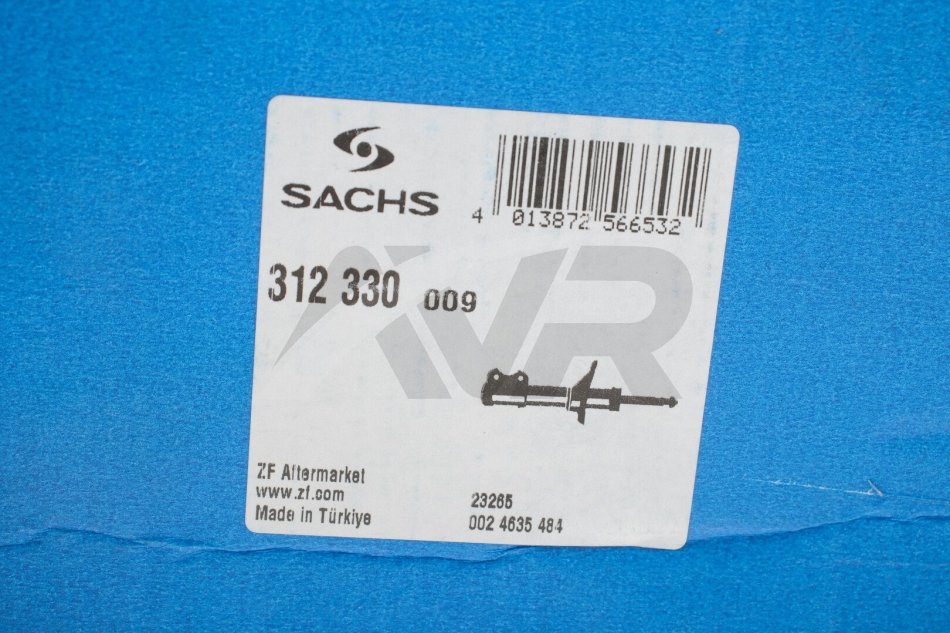 SACHS
4 013872 566532
312 330 009
AVR
ZF Aftermarket
www.zf.com
Made in Türkiye
23265
002 4635 484